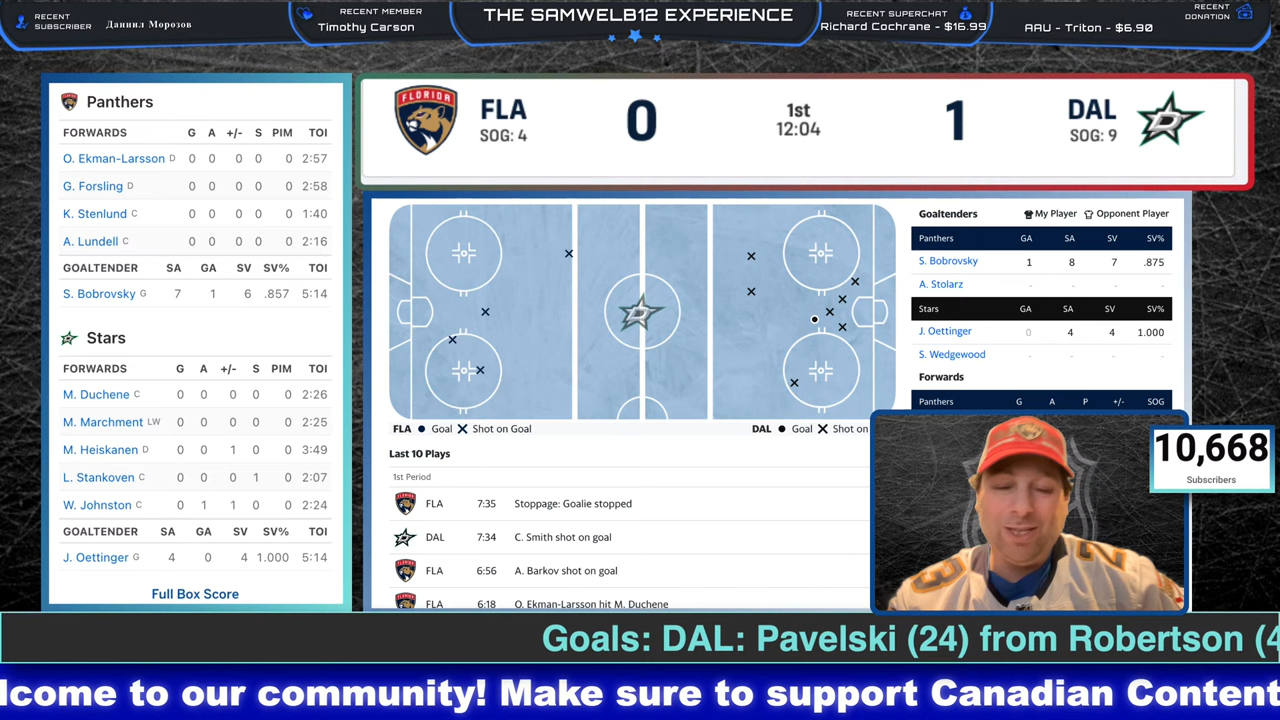 RECENT SUBSCRIBER
Даниил Морозов
RECENT MEMBER
Timothy Carson
THE SAMWELB12 EXPERIENCE
RECENT SUPERCHAT
Richard Cochrane - $16.99
RECENT DONATION
AAU - Triton - $6.90
Panthers
FORWARDS G A +/- S PIM TOI
O. Ekman-Larsson D 0 0 0 0 0 2:57
G. Forsling D 0 0 0 0 0 2:58
K. Stenlund C 0 0 0 0 0 1:40
A. Lundell C 0 0 0 0 0 2:16
GOALTENDER SA GA SV SV% TOI
S. Bobrovsky G 7 1 6 .857 5:14
Stars
FORWARDS G A +/- S PIM TOI
M. Duchene C 0 0 0 0 0 2:26
M. Marchment LW 0 0 0 0 0 2:25
M. Heiskanen D 0 0 1 0 0 3:49
L. Stankoven C 0 0 0 1 0 2:07
W. Johnston C 0 1 1 0 0 2:24
GOALTENDER SA GA SV SV% TOI
J. Oettinger G 4 0 4 1.000 5:14
Full Box Score
FLORIDA
FLA
SOG: 4
0
1st
12:04
1
DAL
SOG: 9
D
FLA Goal Shot on Goal
DAL Goal Shot on
Last 10 Plays
1st Period
FLA 7:35 Stoppage: Goalie stopped
DAL 7:34 C. Smith shot on goal
FLA 6:56 A. Barkov shot on goal
FLA 6:18 O. Ekman-Larsson hit M. Duchene
Goaltenders My Player Opponent Player
Panthers GA SA SV SV%
S. Bobrovsky 1 8 7 .875
A. Stolarz - - - -
Stars GA SA SV SV%
J. Oettinger 0 4 4 1.000
S. Wedgewood - - - -
Forwards
Panthers G A P +/- SOG
10,668
Subscribers
23
Goals: DAL: Pavelski (24) from Robertson (4
lcome to our community! Make sure to support Canadian Content